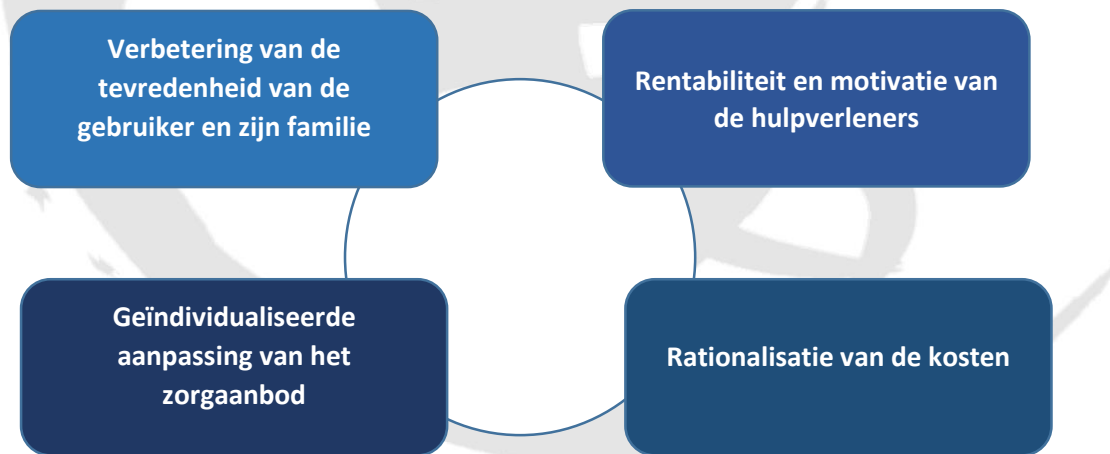 Verbetering van de
tevredenheid van de
gebruiker en zijn familie
Rentabiliteit en motivatie van
de hulpverleners
Geïndividualiseerde
aanpassing van het
zorgaanbod
Rationalisatie van de kosten